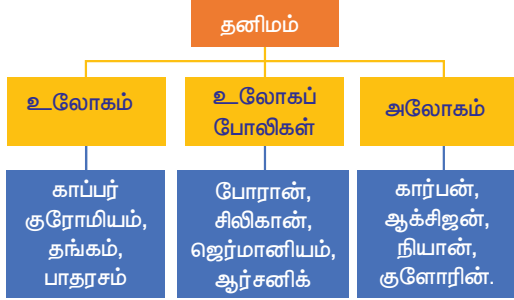 தனிமம்
உலோகம்
உலோகப்
போலிகள்
அலோகம்
காப்பர்
குரோமியம்,
தங்கம்,
பாதரசம்
போரான்,
சிலிகான்,
ஜெர்மானியம்,
ஆர்சனிக்
கார்பன்,
ஆக்சிஜன்,
நியான்,
குளோரின்.